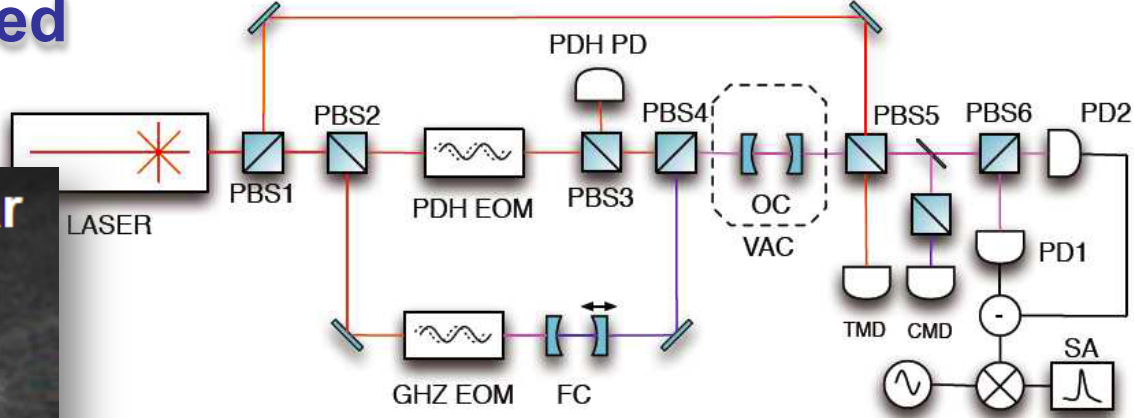 ed
PDH PD
PBS2
PBS4
PBS5
PBS6
PD2
PBS1
PDH EOM
PBS3
OC
VAC
LASER
ar
PD1
TMD
CMD
-
GHZ EOM
FC
SA